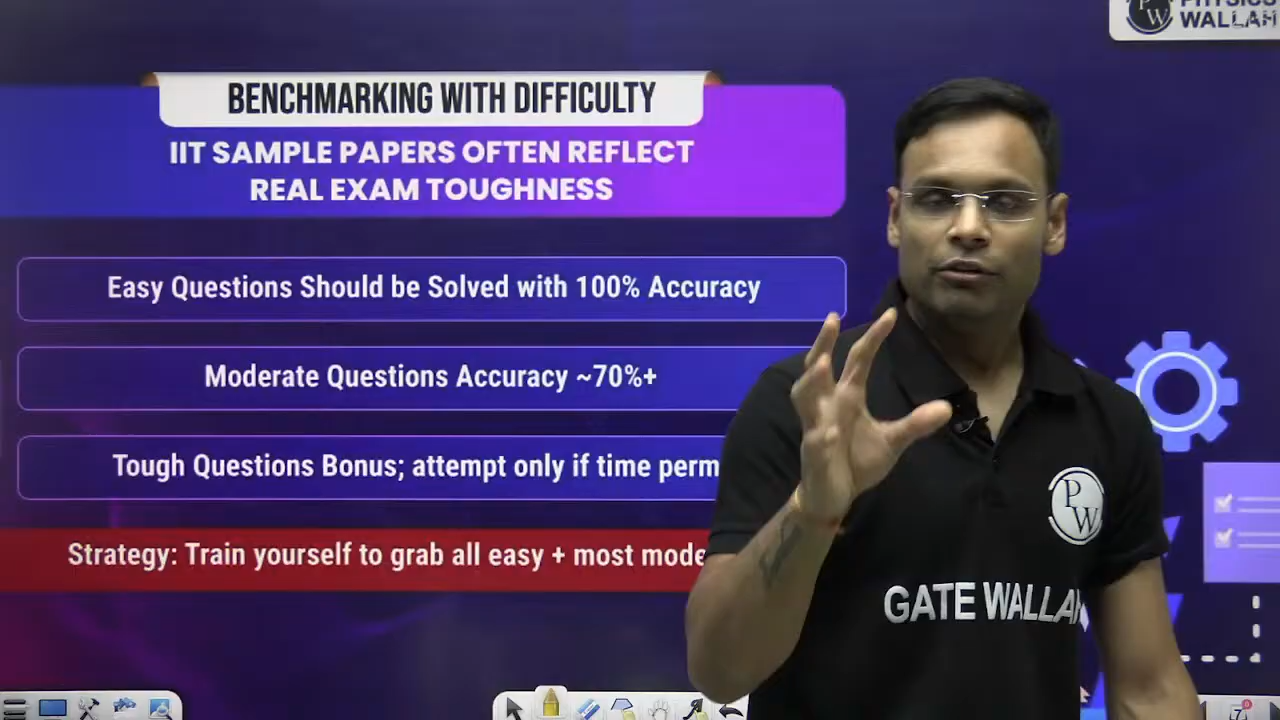 PHYSICS
WALLAH
BENCHMARKING WITH DIFFICULTY
IIT SAMPLE PAPERS OFTEN REFLECT
REAL EXAM TOUGHNESS
Easy Questions Should be Solved with 100% Accuracy
Moderate Questions Accuracy ~70%+
Tough Questions Bonus; attempt only if time perm
Strategy: Train yourself to grab all easy + most mode
PW
GATE WALLAH
7